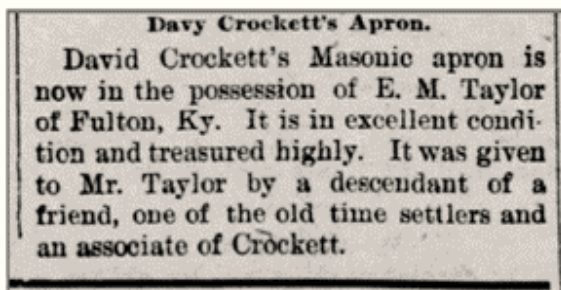 Davy Crockett's Apron.
David Crockett's Masonic apron is
now in the possession of E. M. Taylor
of Fulton, Ky. It is in excellent condi-
tion and treasured highly. It was given
to Mr. Taylor by a descendant of a
friend, one of the old time settlers and
an associate of Crockett.